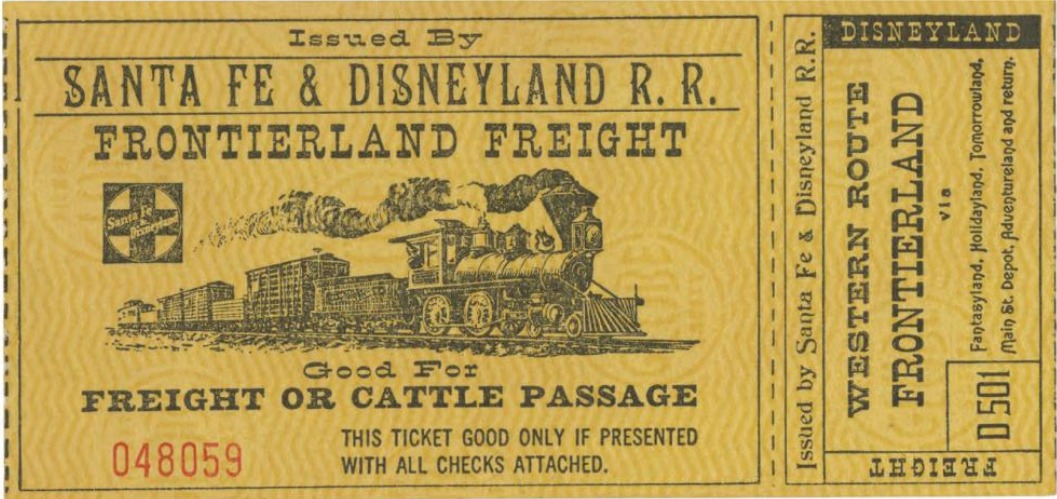 Issued By
SANTA FE & DISNEYLAND R. R.
FRONTIERLAND FREIGHT
Santa Fe
Good For
FREIGHT OR CATTLE PASSAGE
048059
THIS TICKET GOOD ONLY IF PRESENTED
WITH ALL CHECKS ATTACHED.
Issued by Santa Fe & Disneyland R.R.
DISNEYLAND
WESTERN ROUTE
FRONTIERLAND
via
Fantasyland, Holidayland, Tomorrowland,
Main St. Depot, Adventureland and return.
D 501
FREIGHT